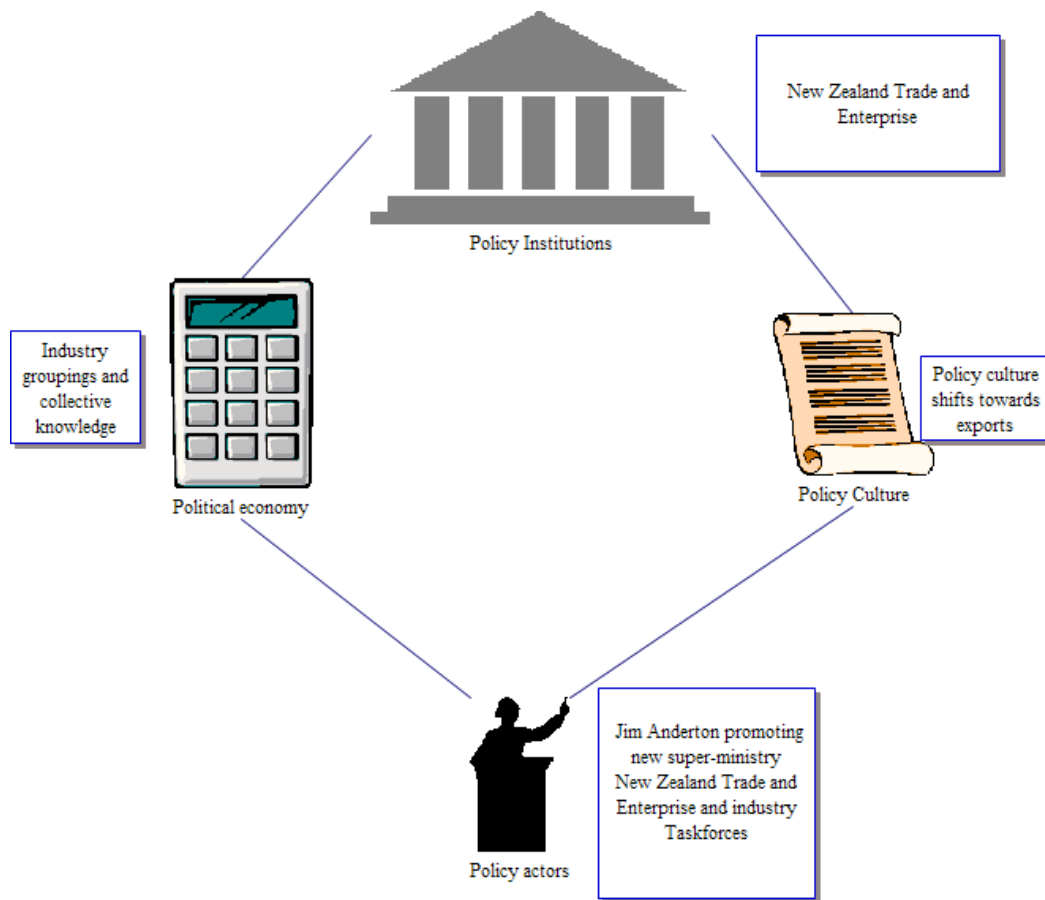 New Zealand Trade and
Enterprise
Policy Institutions
Industry
groupings and
collective
knowledge
Policy culture
shifts towards
exports
Political economy
Policy Culture
Jim Anderton promoting
new super-ministry
New Zealand Trade and
Enterprise and industry
Taskforces
Policy actors